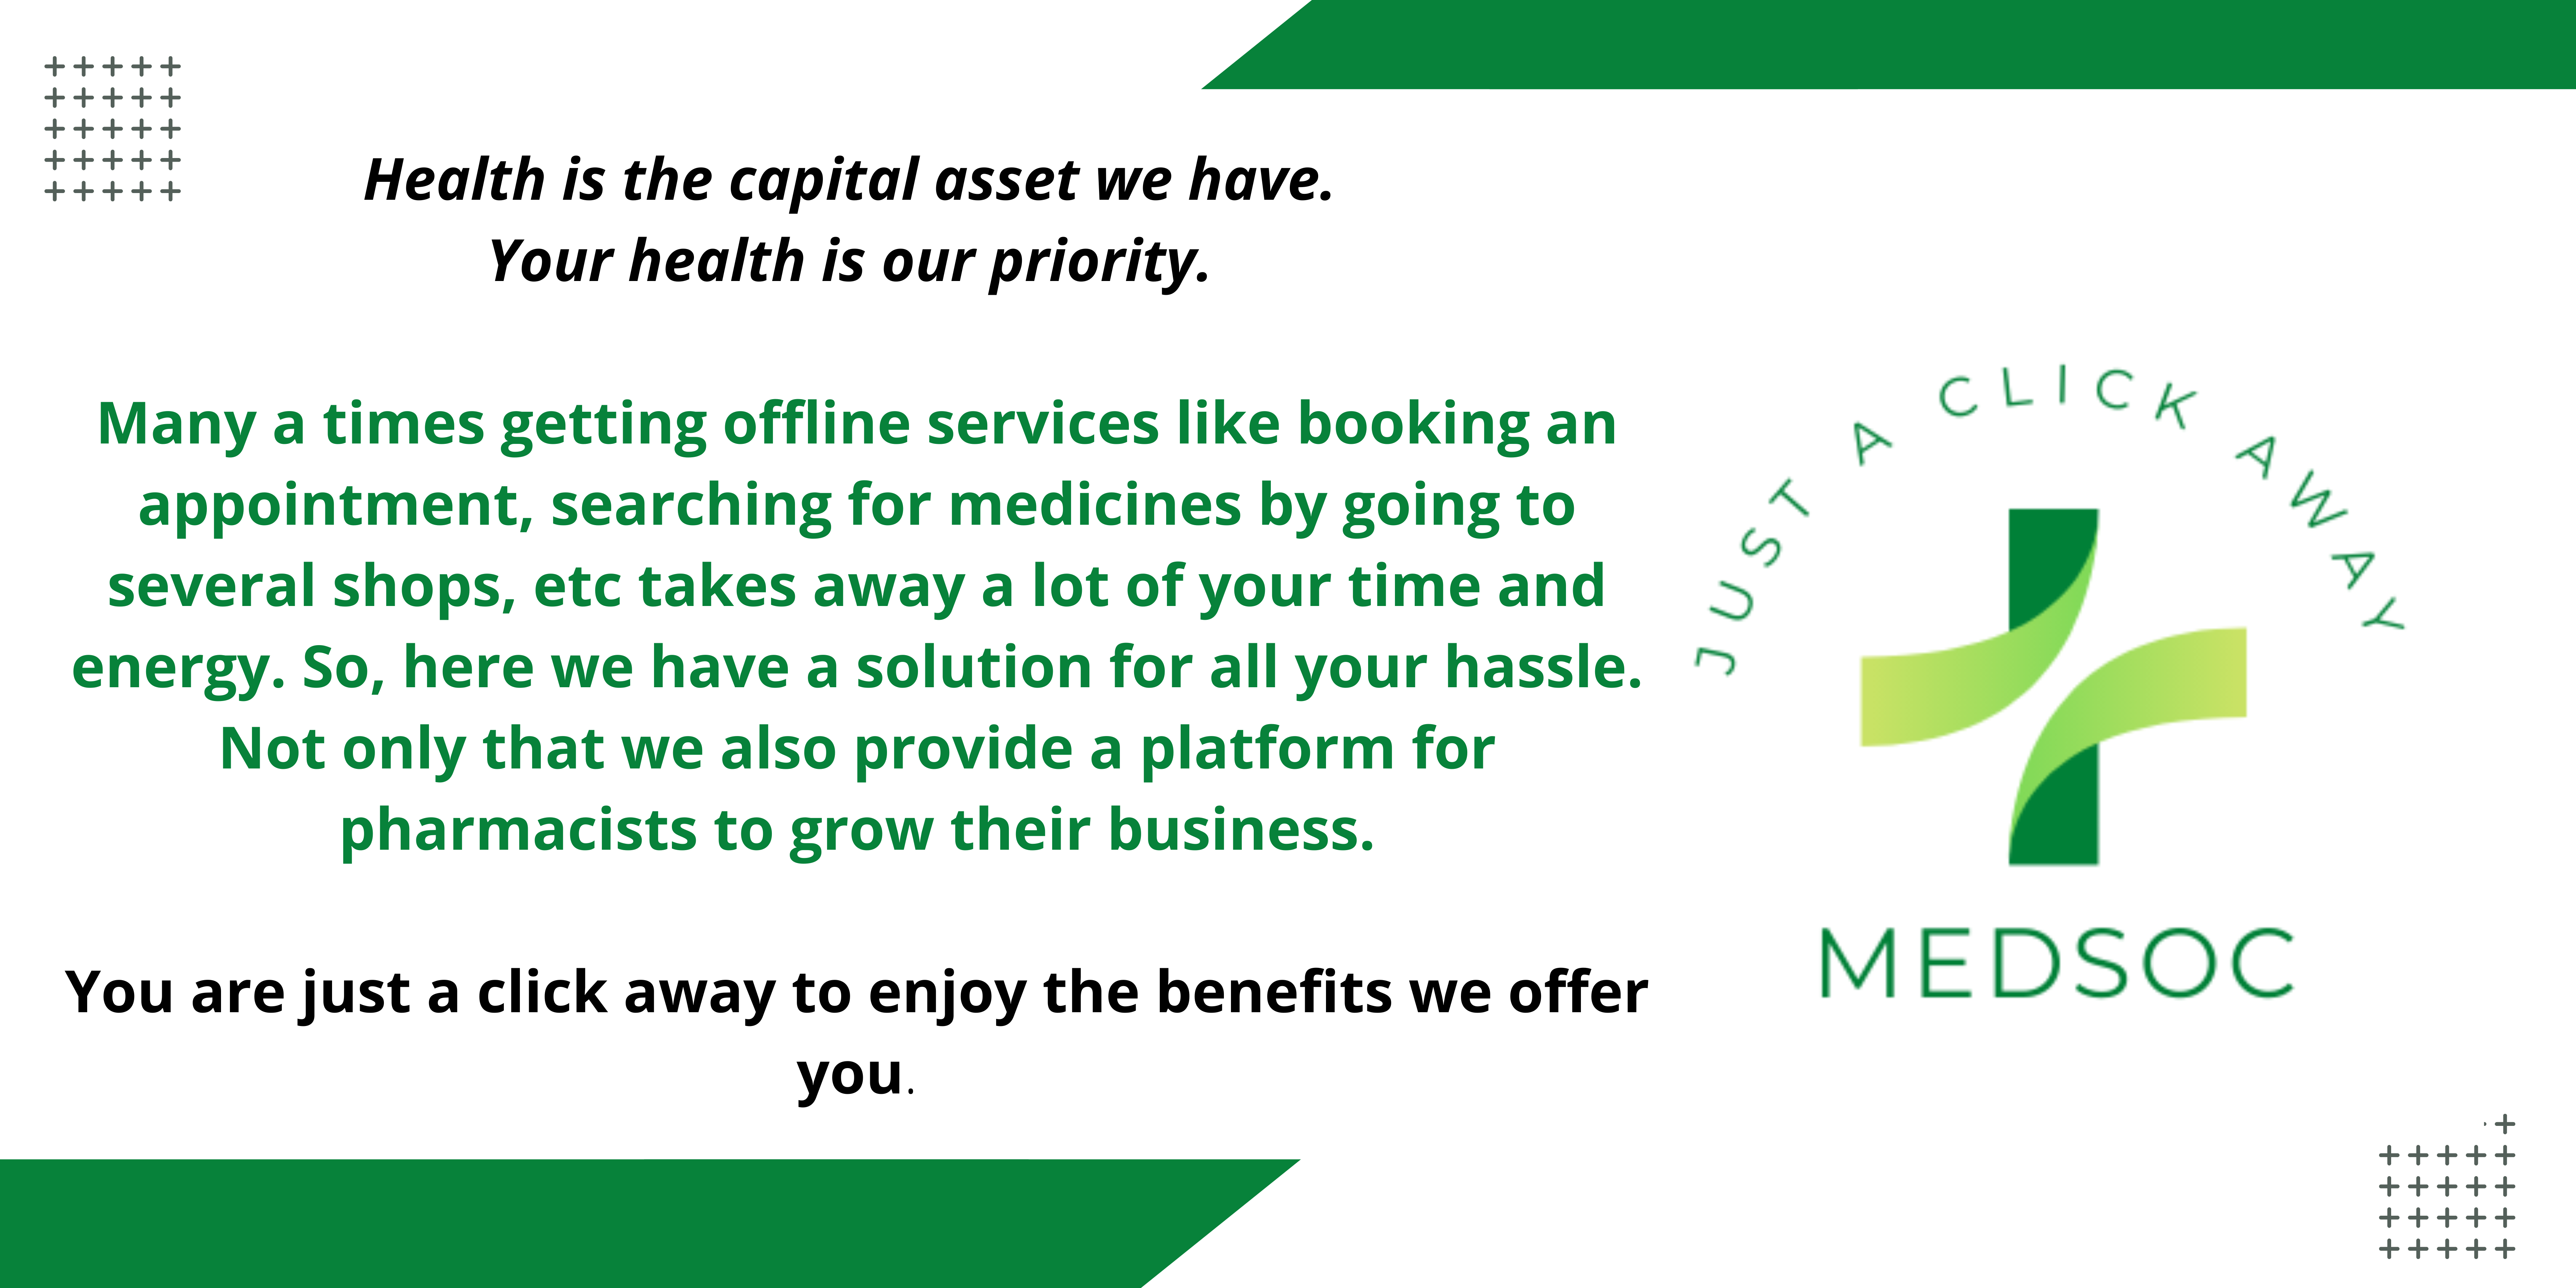 Health is the capital asset we have.
Your health is our priority.
Many a times getting offline services like booking an
appointment, searching for medicines by going to
several shops, etc takes away a lot of your time and
energy. So, here we have a solution for all your hassle.
Not only that we also provide a platform for
pharmacists to grow their business.
You are just a click away to enjoy the benefits we offer
you.
JUST A CLICK AWAY
MEDSOC